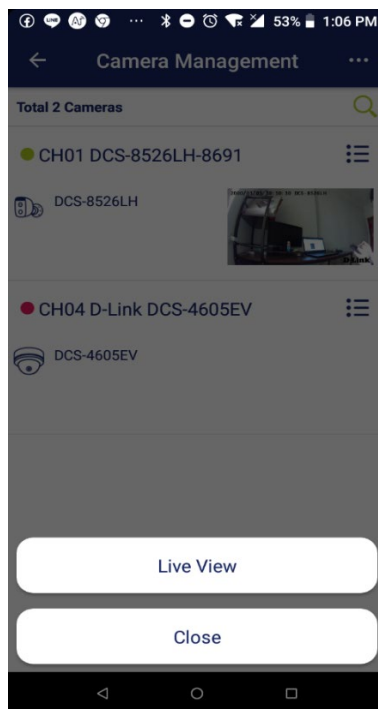 53% 1:06 PM
Camera Management
Total 2 Cameras
CH01 DCS-8526LH-8691
DCS-8526LH
D-Link
CH04 D-Link DCS-4605EV
DCS-4605EV
Live View
Close